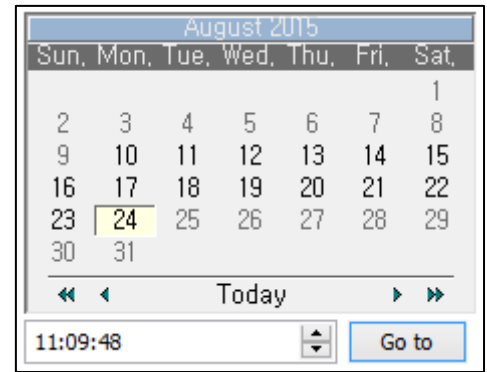 August 2015
Sun, Mon, Tue, Wed, Thu, Fri, Sat,
1
2 3 4 5 6 7 8
9 10 11 12 13 14 15
16 17 18 19 20 21 22
23 24 25 26 27 28 29
30 31
Today
11:09:48 Go to